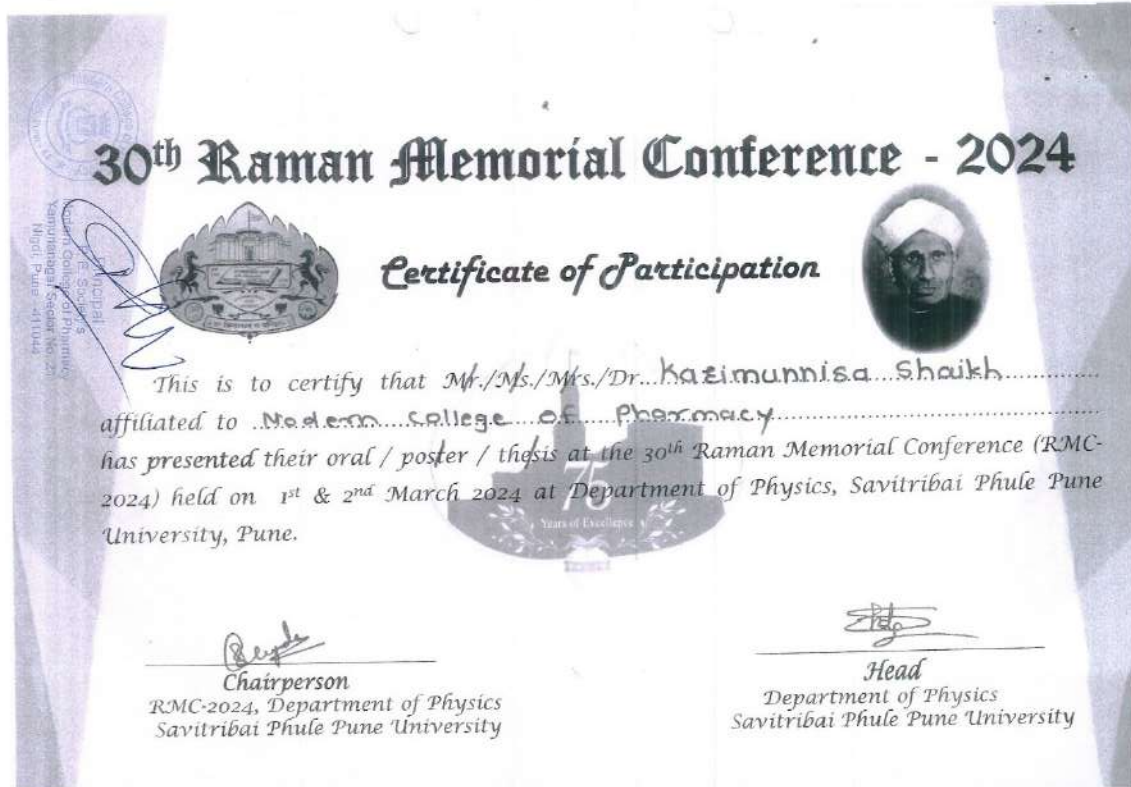 30th Raman Memorial Conference - 2024
Certificate of Participation
This is to certify that Mr./Ms./Mrs./Dr...Kazimunnisa...Shaikh............
affiliated to ..Modern.....college...of....Pharmacy..........................................
has presented their oral / poster / thesis at the 30th Raman Memorial Conference (RMC-
2024) held on 1st & 2nd March 2024 at Department of Physics, Savitribai Phule Pune
University, Pune.
75
Years of Excellence
Chairperson
RMC-2024, Department of Physics
Savitribai Phule Pune University
Head
Department of Physics
Savitribai Phule Pune University
Principal
P. E. Society's
Modern College of Pharmacy
Yamunanagar, Sector No. 21
Nigdi, Pune - 411044